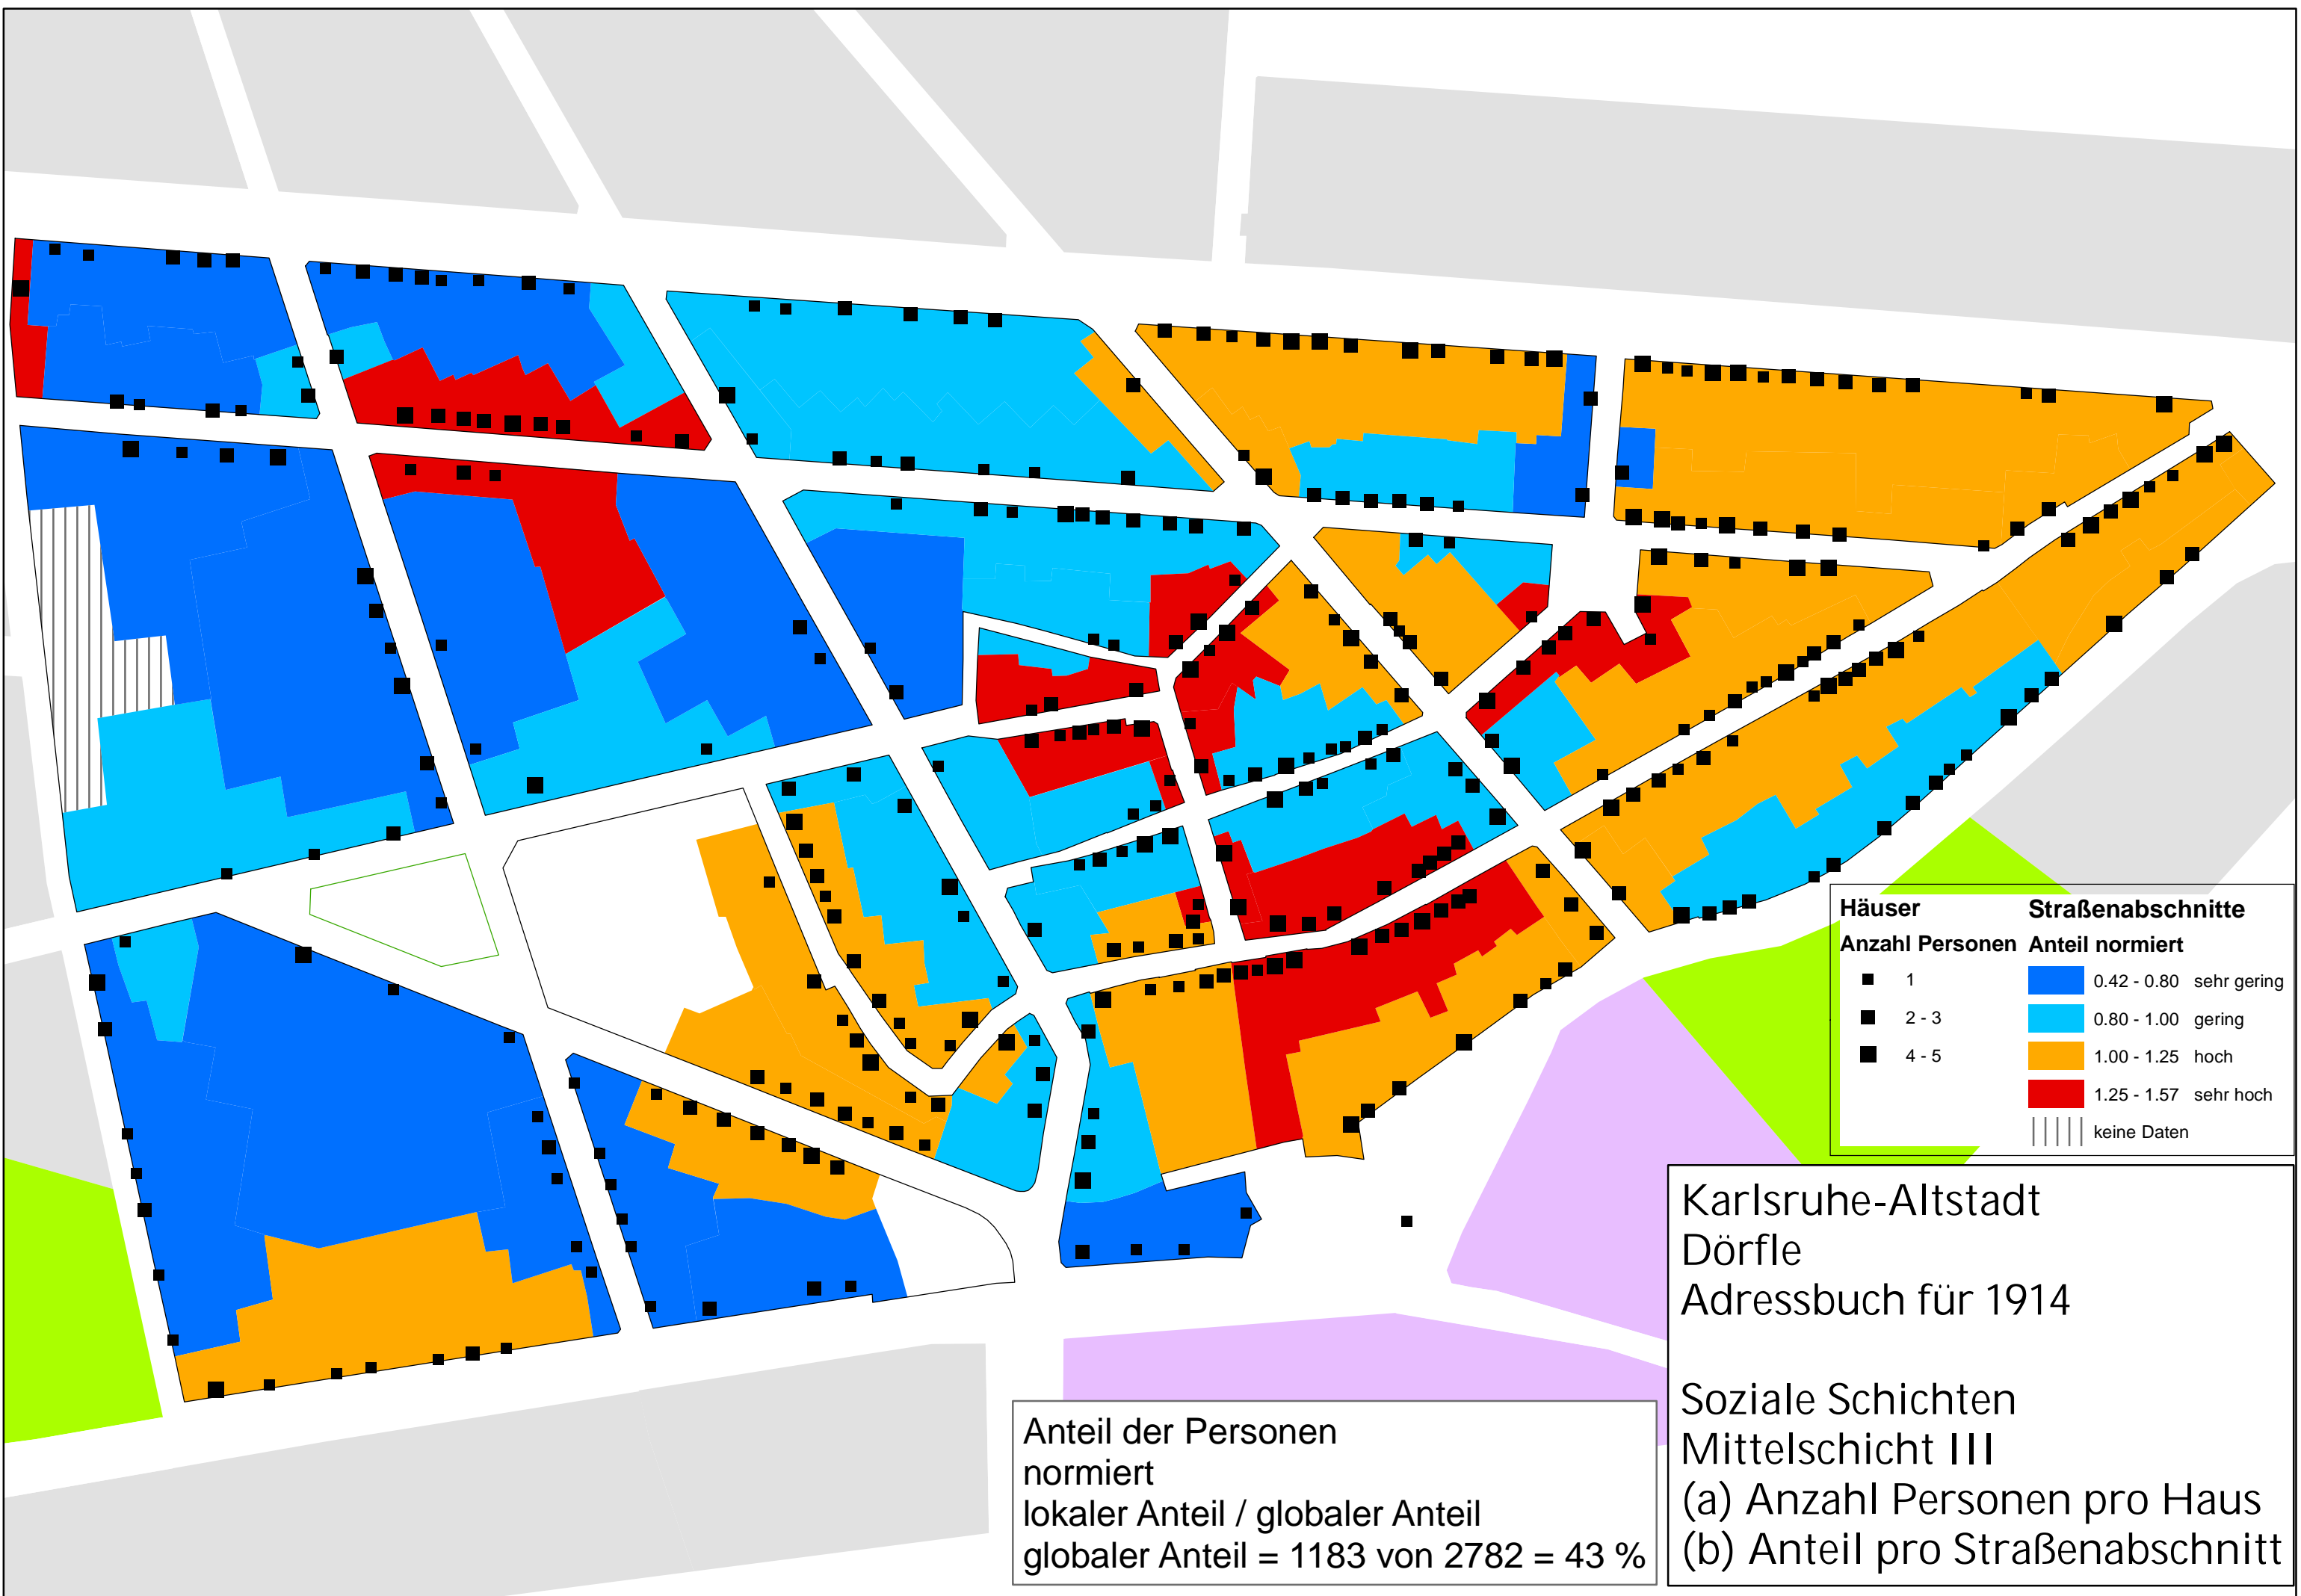 Häuser
Anzahl Personen
1
2 - 3
4 - 5
Straßenabschnitte
Anteil normiert
0.42 - 0.80 sehr gering
0.80 - 1.00 gering
1.00 - 1.25 hoch
1.25 - 1.57 sehr hoch
keine Daten
Karlsruhe-Altstadt
Dörfle
Adressbuch für 1914
Soziale Schichten
Mittelschicht III
(a) Anzahl Personen pro Haus
(b) Anteil pro Straßenabschnitt
Anteil der Personen
normiert
lokaler Anteil / globaler Anteil
globaler Anteil = 1183 von 2782 = 43 %